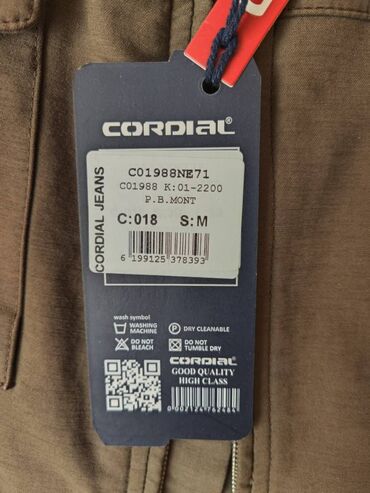 CORDIAL
CORDIAL JEANS
C01988NE71
C01988 K:01-2200
P.B.MONT
C:018 S:M
6 199125 378393
wash symbol
WASHING MACHINE
P DRY CLEANABLE
DO NOT BLEACH
DO NOT TUMBLE DRY
CORDIAL
GOOD QUALITY
HIGH CLASS
0002124762464